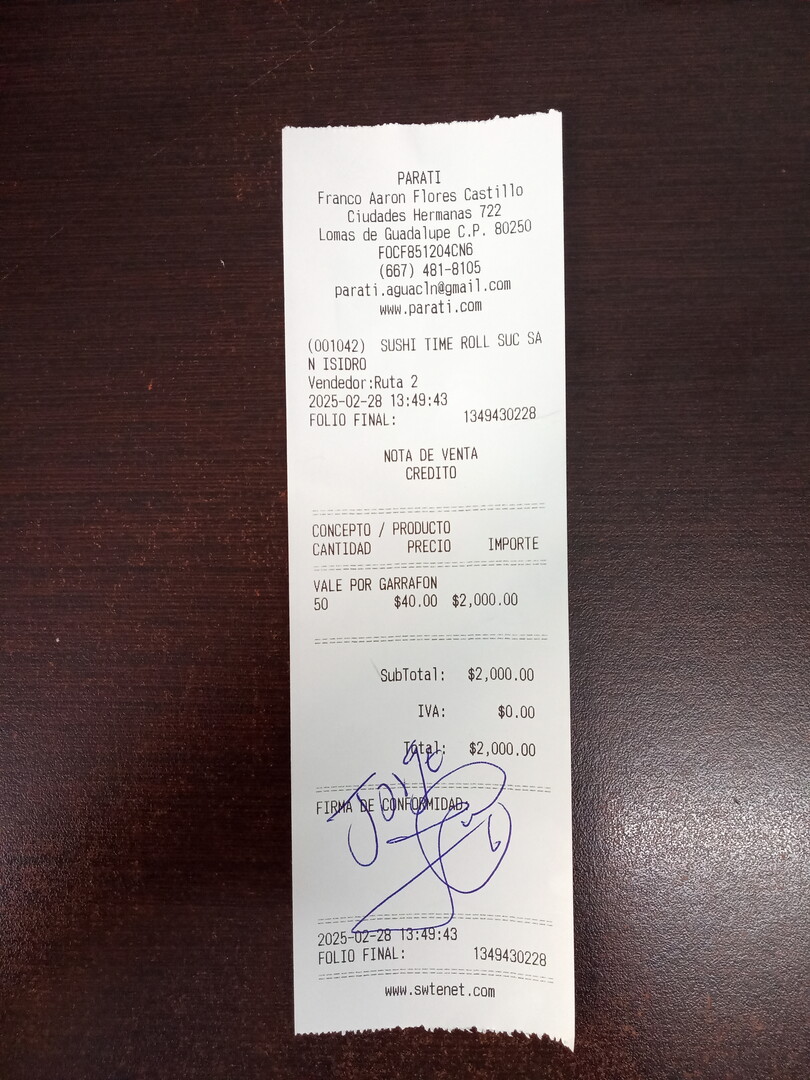 PARATI
Franco Aaron Flores Castillo
Ciudades Hermanas 722
Lomas de Guadalupe C.P. 80250
FOCF851204CN6
(667) 481-8105
parati.aguacln@gmail.com
www.parati.com
(001042) SUSHI TIME ROLL SUC SA
N ISIDRO
Vendedor:Ruta 2
2025-02-28 13:49:43
FOLIO FINAL: 1349430228
NOTA DE VENTA
CREDITO
CONCEPTO / PRODUCTO
CANTIDAD PRECIO IMPORTE
VALE POR GARRAFON
50 $40.00 $2,000.00
SubTotal: $2,000.00
IVA: $0.00
Total: $2,000.00
FIRMA DE CONFORMIDAD:
Jorge
2025-02-28 13:49:43
FOLIO FINAL: 1349430228
www.swtenet.com